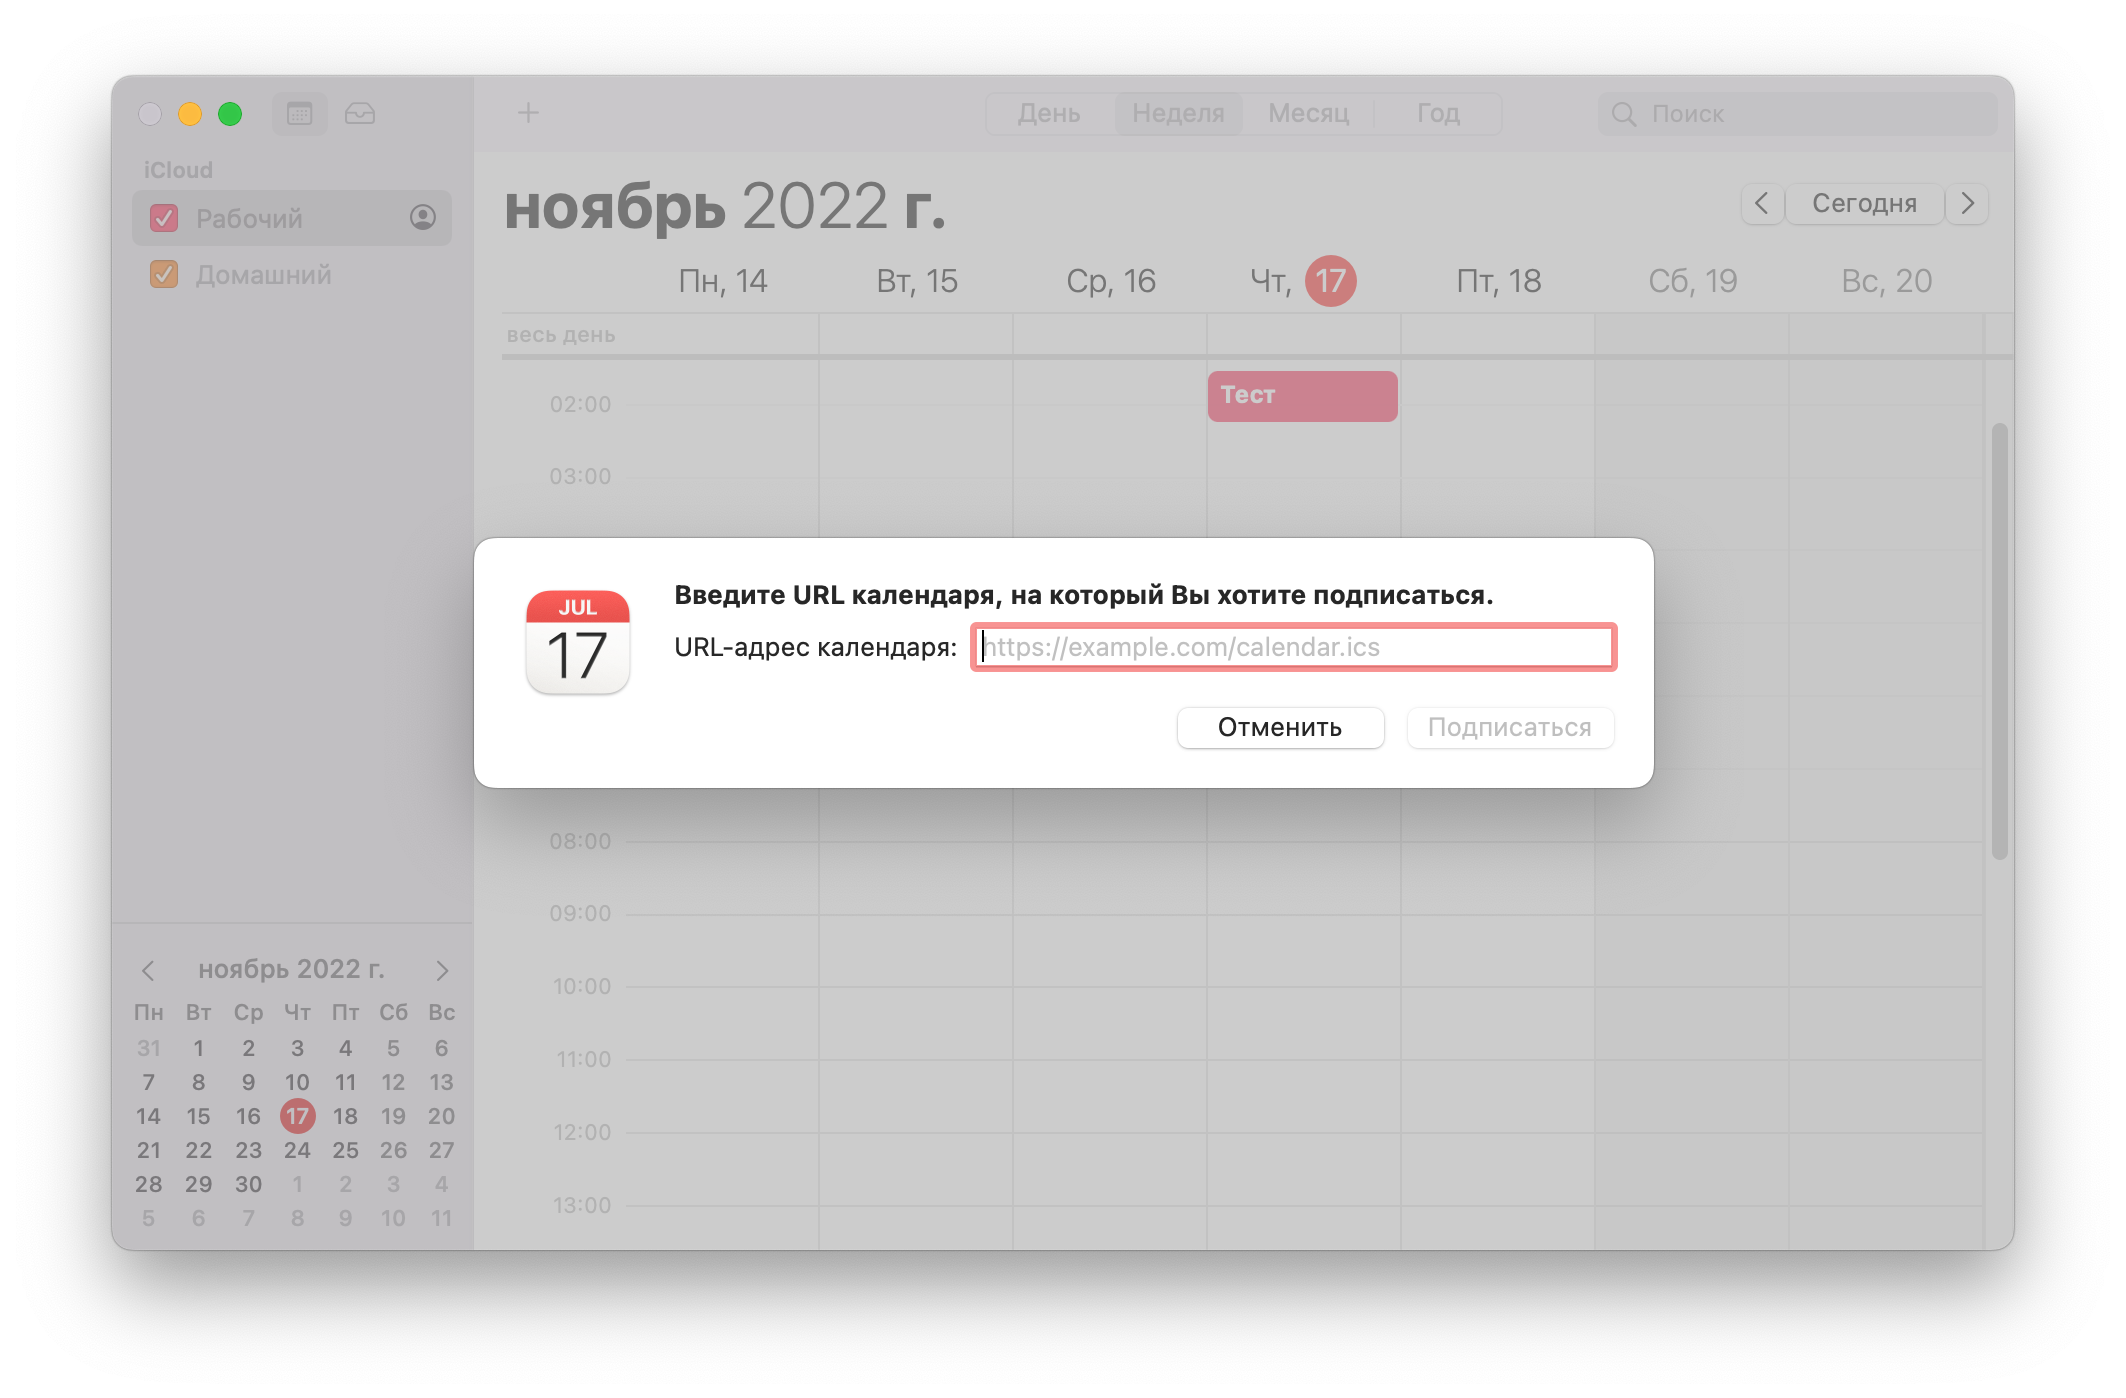 День Неделя Месяц Год Поиск
iCloud
Рабочий
Домашний
ноябрь 2022 г.
Сегодня
Пн, 14 Вт, 15 Ср, 16 Чт, 17 Пт, 18 Сб, 19 Вс, 20
весь день
Тест
02:00
03:00
JUL
17
Введите URL календаря, на который Вы хотите подписаться.
URL-адрес календаря: https://example.com/calendar.ics
Отменить Подписаться
08:00
09:00
10:00
11:00
12:00
13:00
ноябрь 2022 г.
Пн Вт Ср Чт Пт Сб Вс
31 1 2 3 4 5 6
7 8 9 10 11 12 13
14 15 16 17 18 19 20
21 22 23 24 25 26 27
28 29 30 1 2 3 4
5 6 7 8 9 10 11